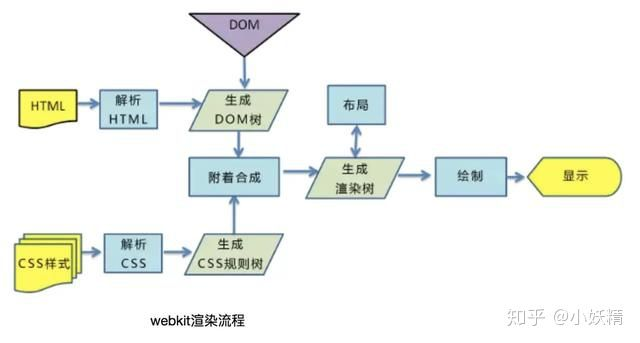 DOM
HTML
解析
HTML
生成
DOM树
布局
附着合成
生成
渲染树
绘制
显示
CSS样式
解析
CSS
生成
CSS规则树
webkit渲染流程
知乎 @小妖精